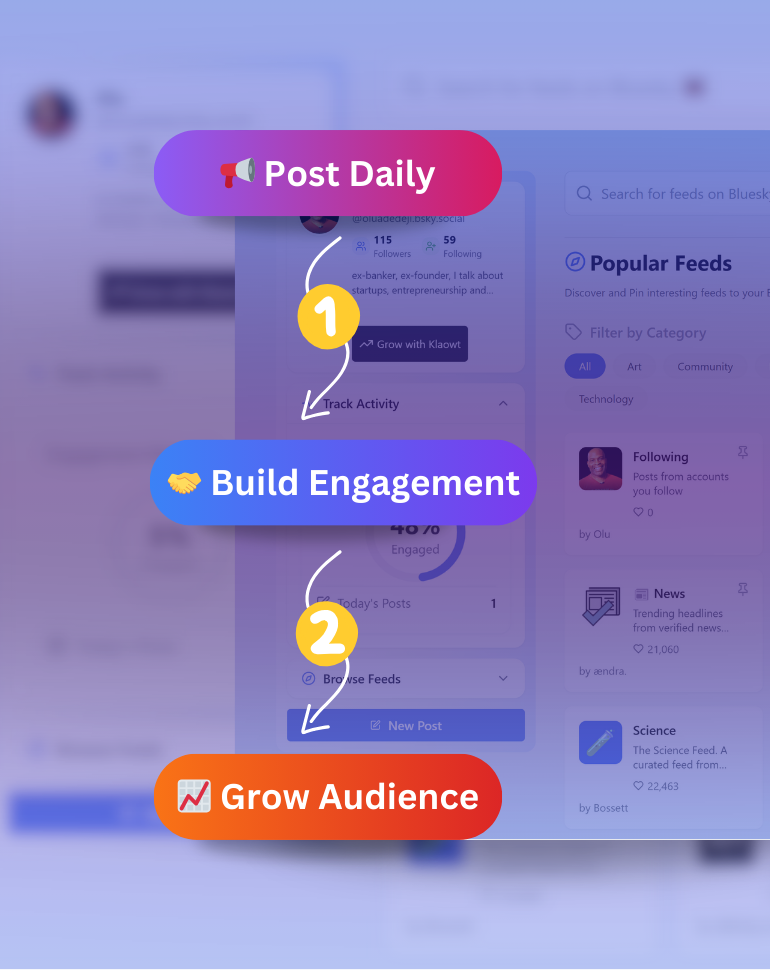 📢 Post Daily
@oluadedeji.bsky.social
115
Followers
59
Following
ex-banker, ex-founder, I talk about
startups, entrepreneurship and...
1
Grow with Klaowt
Track Activity
🤝 Build Engagement
48%
Engaged
2
Today's Posts 1
Browse Feeds
New Post
📈 Grow Audience
Search for feeds on Bluesk
Popular Feeds
Discover and Pin interesting feeds to your B
Filter by Category
All
Art
Community
Technology
Following
Posts from accounts
you follow
0
by Olu
📰 News
Trending headlines
from verified news...
21,060
by ændra.
Science
The Science Feed. A
curated feed from...
22,463
by Bossett